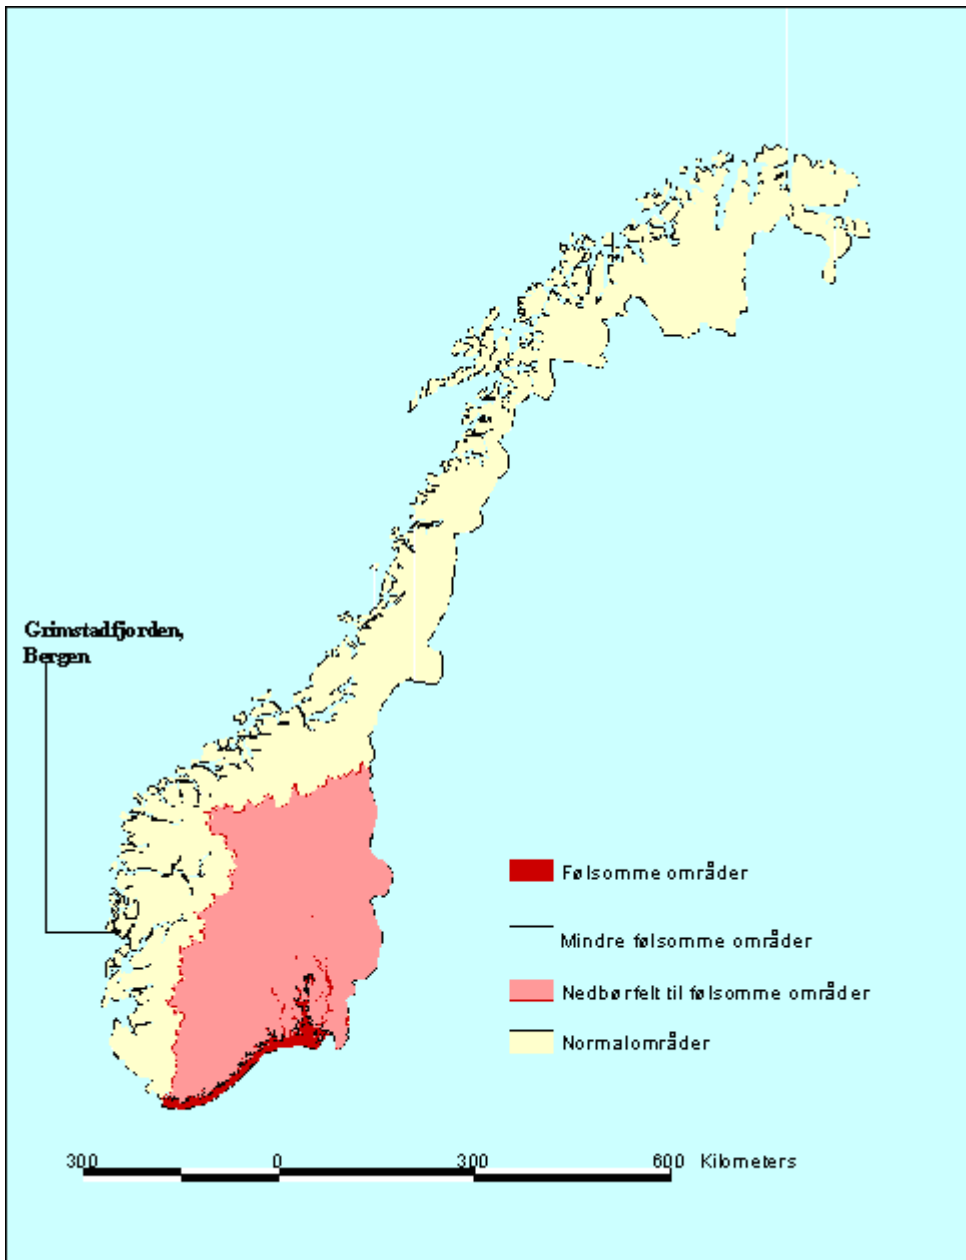 Grimstadfjorden,
Bergen
Følsomme områder
Mindre følsomme områder
Nedbørfelt til følsomme områder
Normalområder
300 0 300 600 Kilometers